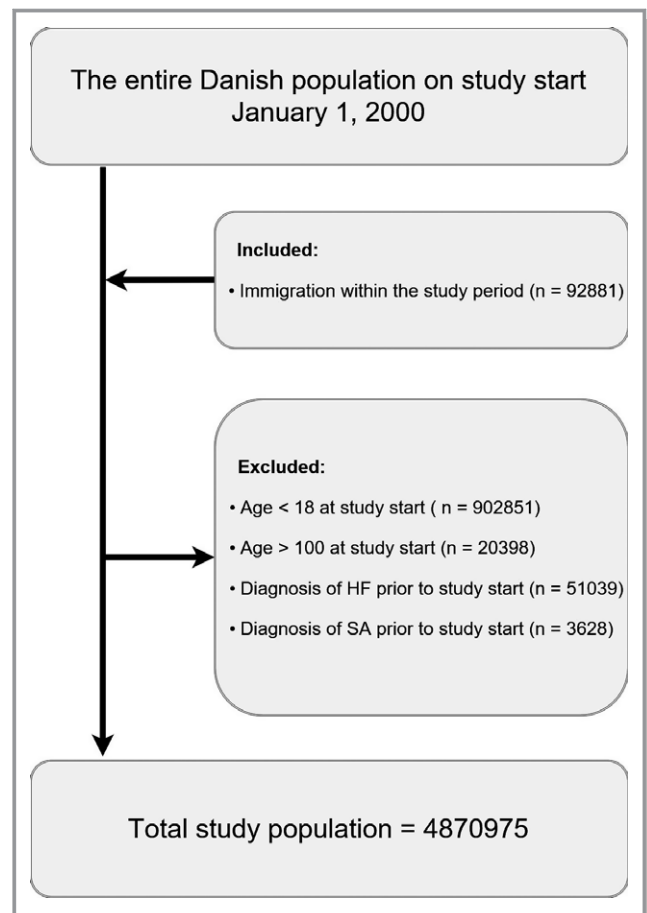 The entire Danish population on study start
January 1, 2000
Included:
• Immigration within the study period (n = 92881)
Excluded:
• Age < 18 at study start ( n = 902851)
• Age > 100 at study start (n = 20398)
• Diagnosis of HF prior to study start (n = 51039)
• Diagnosis of SA prior to study start (n = 3628)
Total study population = 4870975